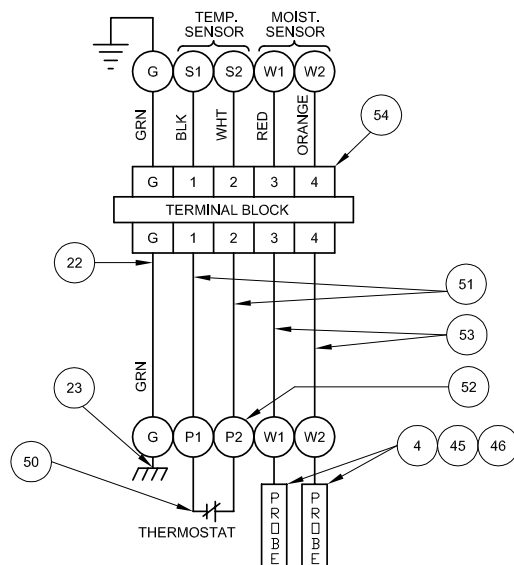 TEMP. SENSOR
MOIST. SENSOR
G S1 S2 W1 W2
GRN BLK WHT RED ORANGE
54
G 1 2 3 4
TERMINAL BLOCK
G 1 2 3 4
22
51
53
GRN
23
52
G P1 P2 W1 W2
50
4 45 46
THERMOSTAT
PROBE
PROBE